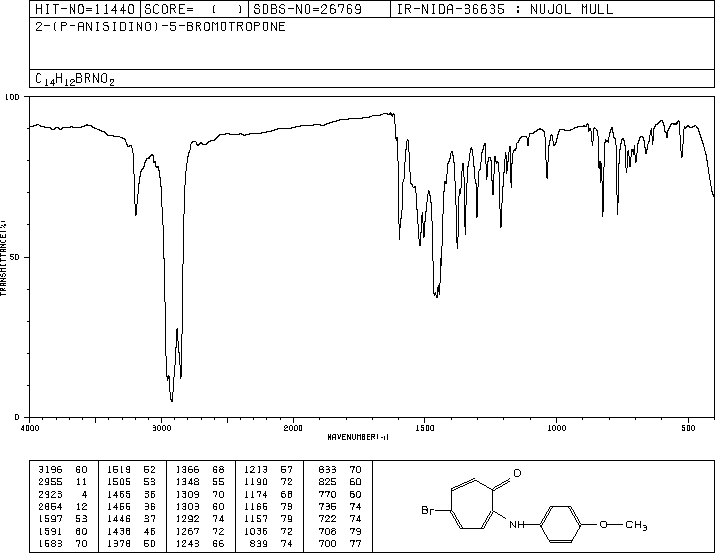 HIT-NO=11440 SCORE= ( ) SDBS-NO=26769 IR-NIDA-36635 : NUJOL MULL
2-(P-ANISIDINO)-5-BROMOTROPONE
C14H12BRNO2
100
50
0
TRANSMITTANCE(%)
4000 3000 2000 1500 1000 500
WAVENUMBER(-1)
3196 60 1519 52 1366 68 1213 57 833 70
2955 11 1505 53 1348 55 1190 72 825 60
2923 4 1465 36 1309 70 1174 68 770 60
2854 12 1455 36 1303 60 1166 79 735 74
1597 53 1446 37 1292 74 1157 79 722 74
1591 60 1438 46 1267 72 1036 72 708 79
1583 70 1378 50 1243 66 839 74 700 77
O
Br
NH
O
CH3